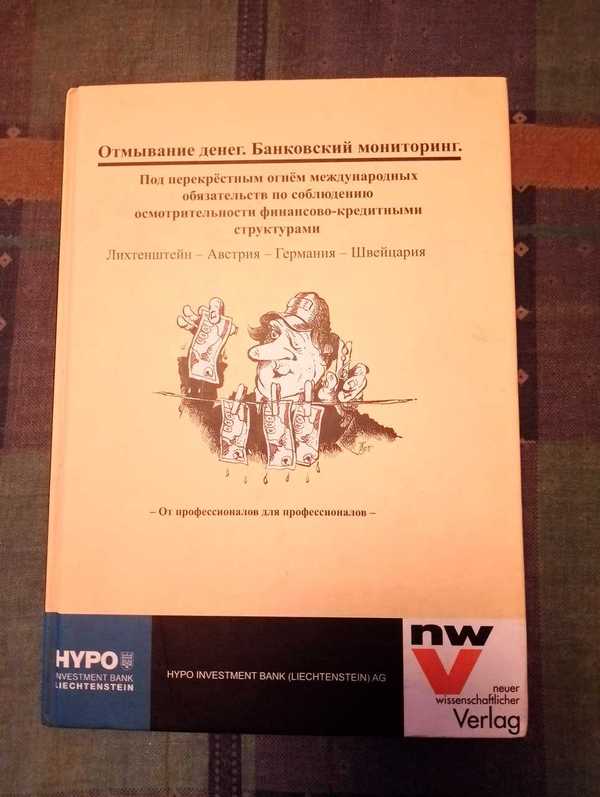 Отмывание денег. Банковский мониторинг.
Под перекрёстным огнём международных
обязательств по соблюдению
осмотрительности финансово-кредитными
структурами
Лихтенштейн – Австрия – Германия – Швейцария
– От профессионалов для профессионалов –
HYPO
INVESTMENT BANK
LIECHTENSTEIN
HYPO INVESTMENT BANK (LIECHTENSTEIN) AG
nw
V
neuer
wissenschaftlicher
Verlag